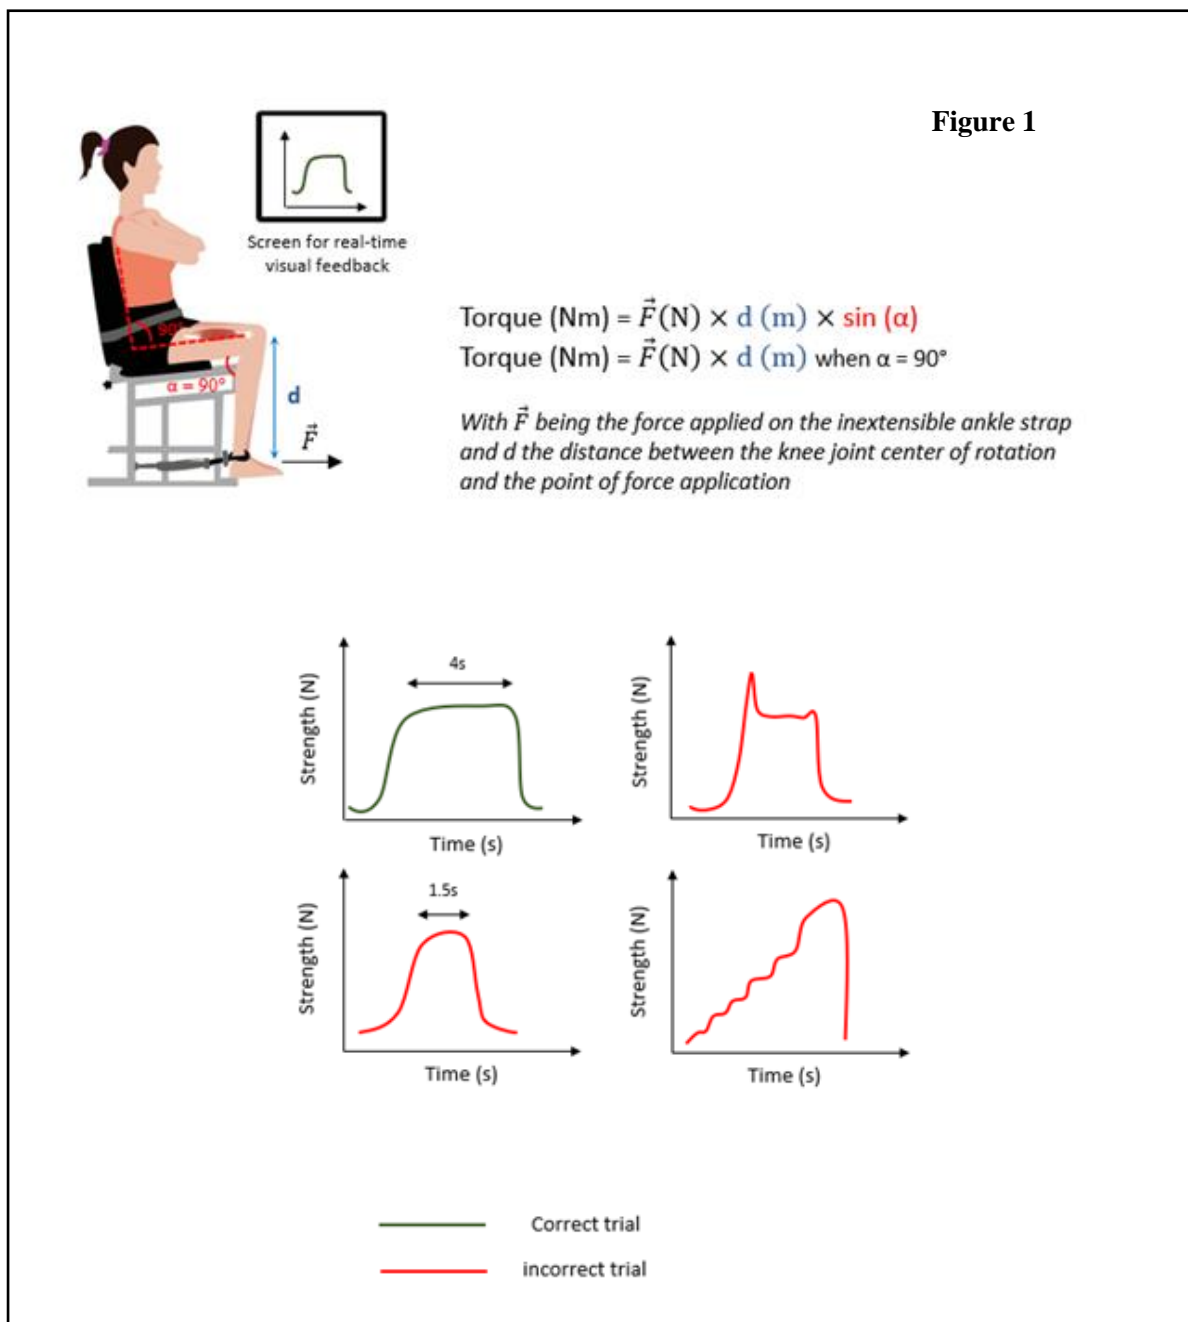 Figure 1
Screen for real-time
visual feedback
90°
α = 90°
d
F⃗
Torque (Nm) = F⃗(N) × d (m) × sin (α)
Torque (Nm) = F⃗(N) × d (m) when α = 90°
With F⃗ being the force applied on the inextensible ankle strap
and d the distance between the knee joint center of rotation
and the point of force application
Strength (N)
4s
Time (s)
Strength (N)
Time (s)
Strength (N)
1.5s
Time (s)
Strength (N)
Time (s)
Correct trial
incorrect trial